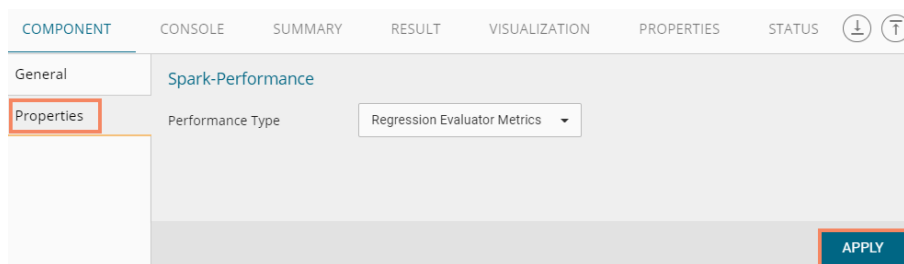 COMPONENT CONSOLE SUMMARY RESULT VISUALIZATION PROPERTIES STATUS
General
Spark-Performance
Properties
Performance Type Regression Evaluator Metrics
APPLY